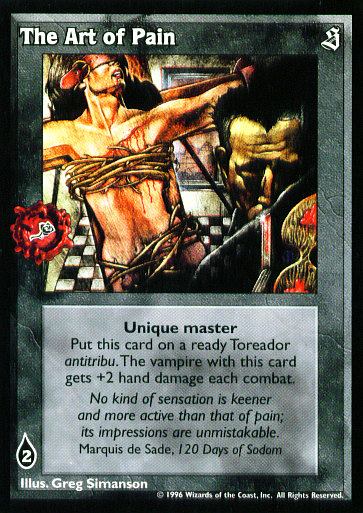 The Art of Pain
Unique master
Put this card on a ready Toreador
antitribu. The vampire with this card
gets +2 hand damage each combat.
No kind of sensation is keener
and more active than that of pain;
its impressions are unmistakable.
Marquis de Sade, 120 Days of Sodom
2
Illus. Greg Simanson
© 1996 Wizards of the Coast, Inc. All Rights Reserved.